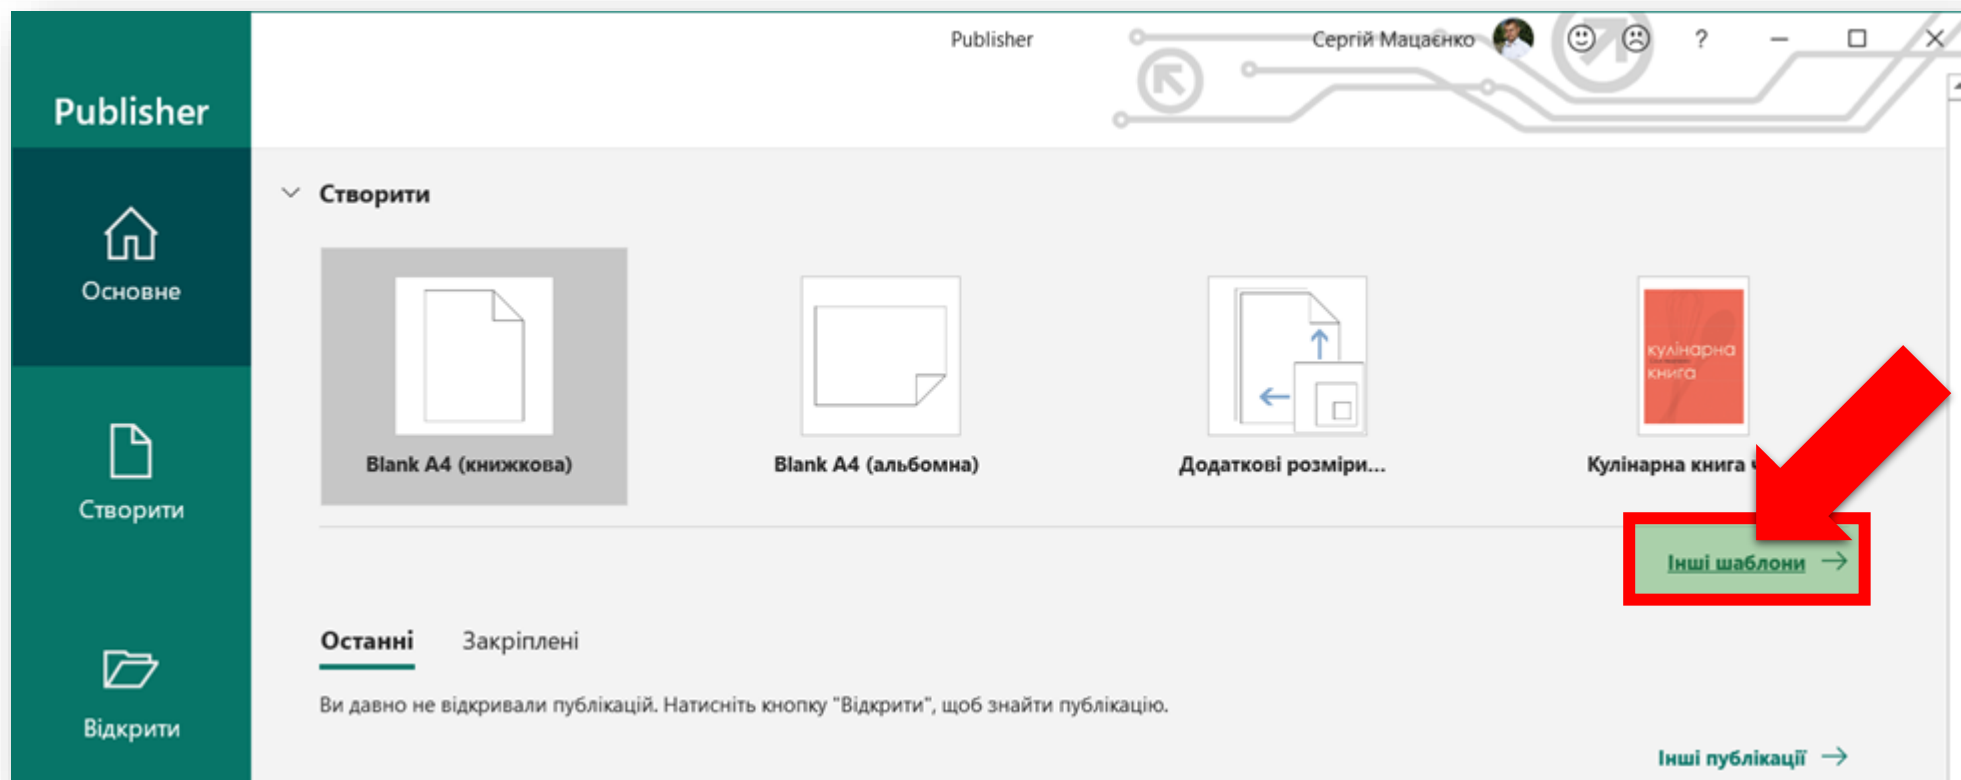 Publisher
Сергій Мацаєнко
?
Publisher
Основне
Створити
Відкрити
Створити
кулінарна
книга
Blank A4 (книжкова)
Blank A4 (альбомна)
Додаткові розміри...
Кулінарна книга
Інші шаблони
Останні
Закріплені
Ви давно не відкривали публікацій. Натисніть кнопку "Відкрити", щоб знайти публікацію.
Інші публікації